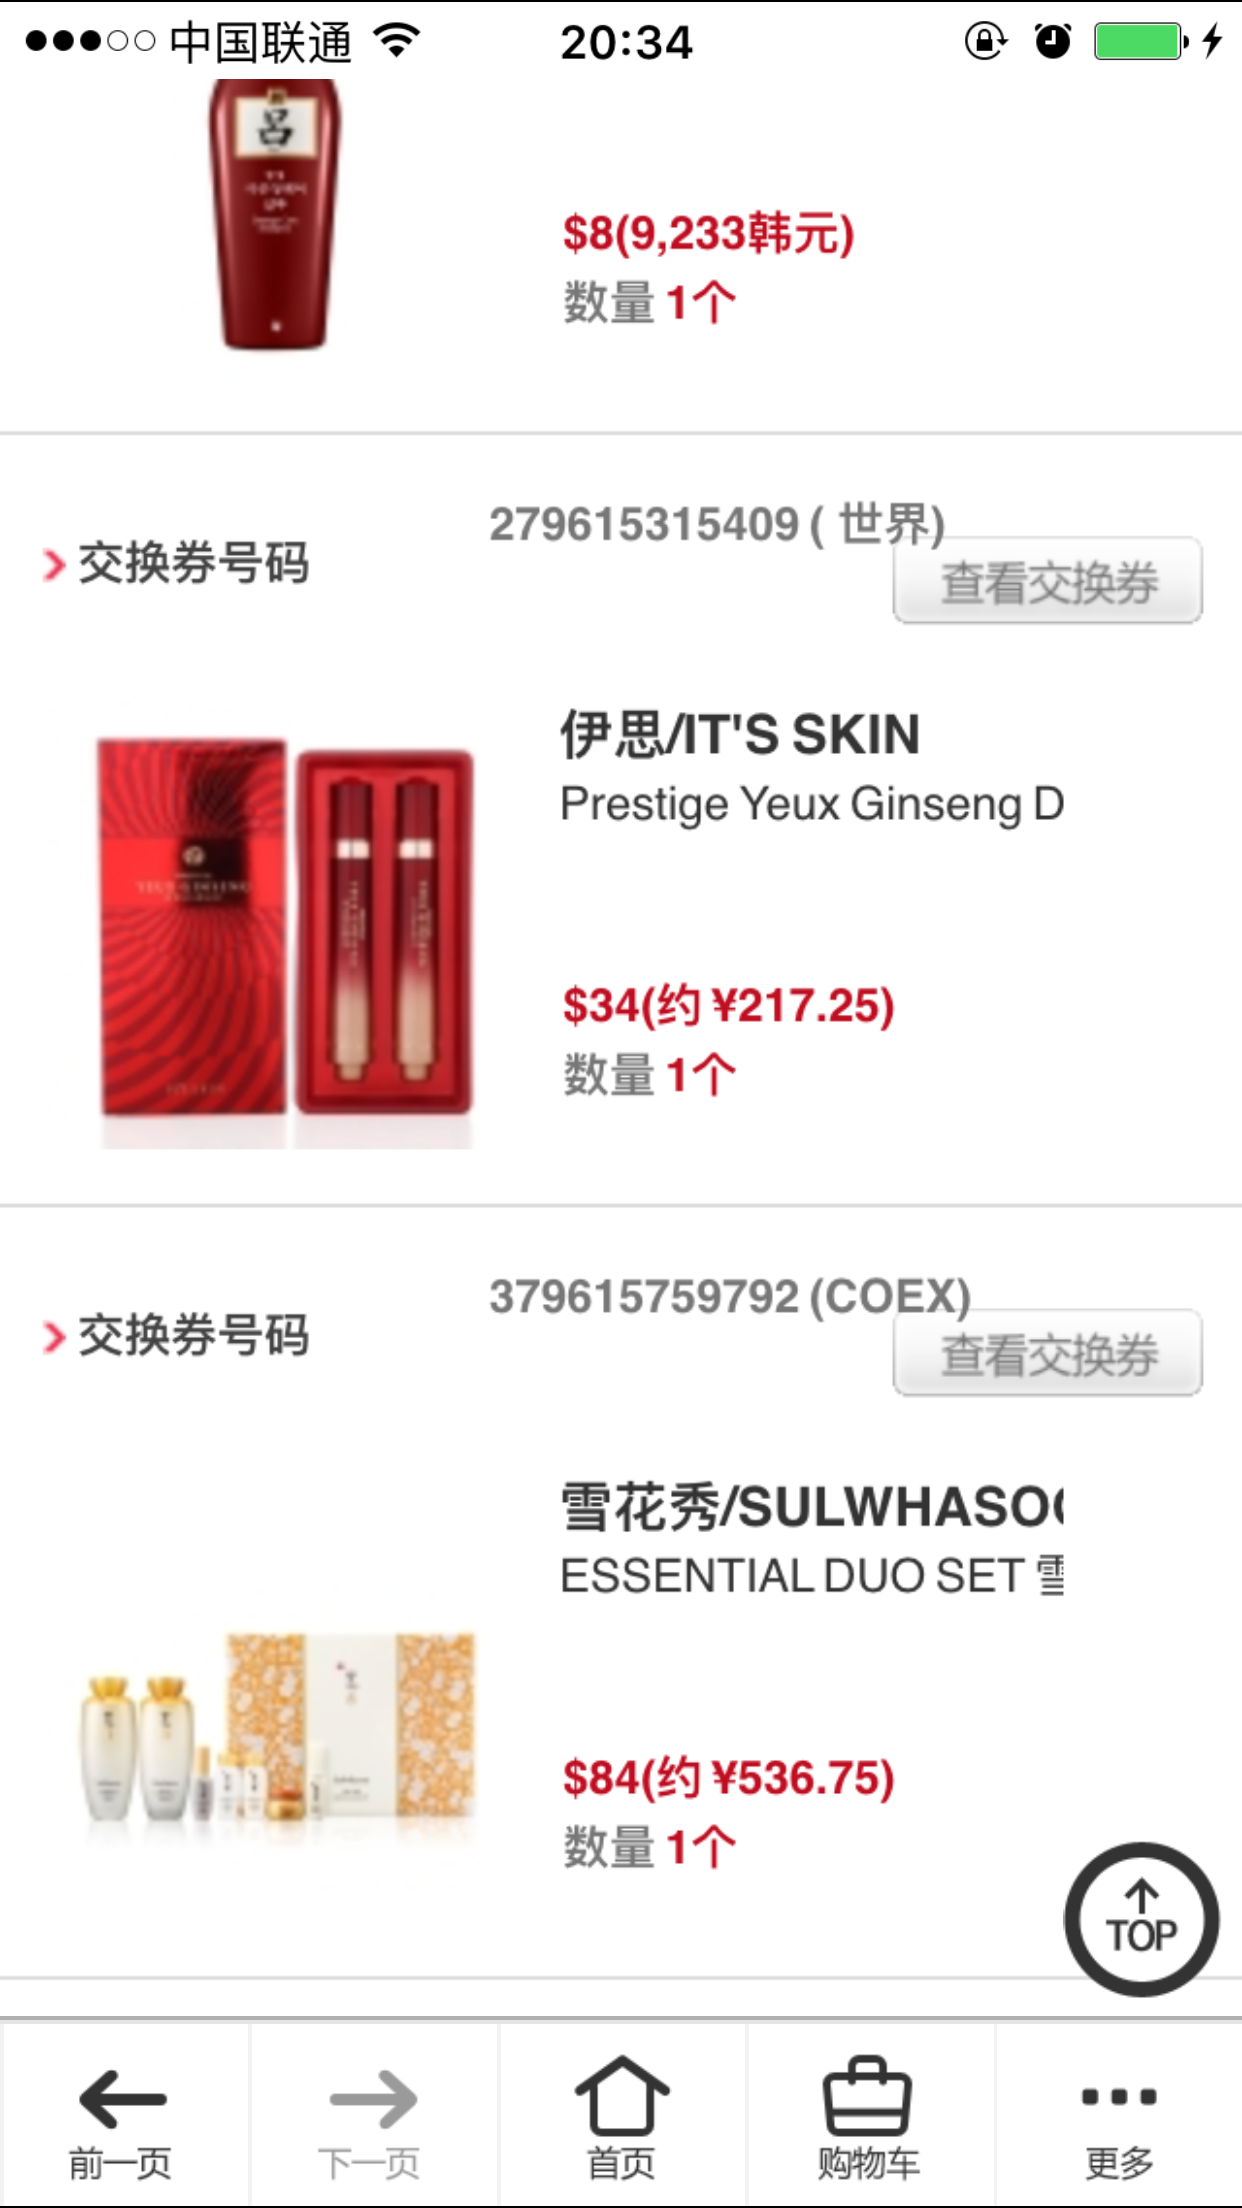 中国联通
20:34
呂
$8(9,233韩元)
数量 1个
279615315409 ( 世界)
交换券号码
查看交换券
伊思/IT'S SKIN
Prestige Yeux Ginseng D
$34(约 ¥217.25)
数量 1个
379615759792 (COEX)
交换券号码
查看交换券
雪花秀/SULWHASOO
ESSENTIAL DUO SET 雪
$84(约 ¥536.75)
数量 1个
TOP
前一页
下一页
首页
购物车
更多